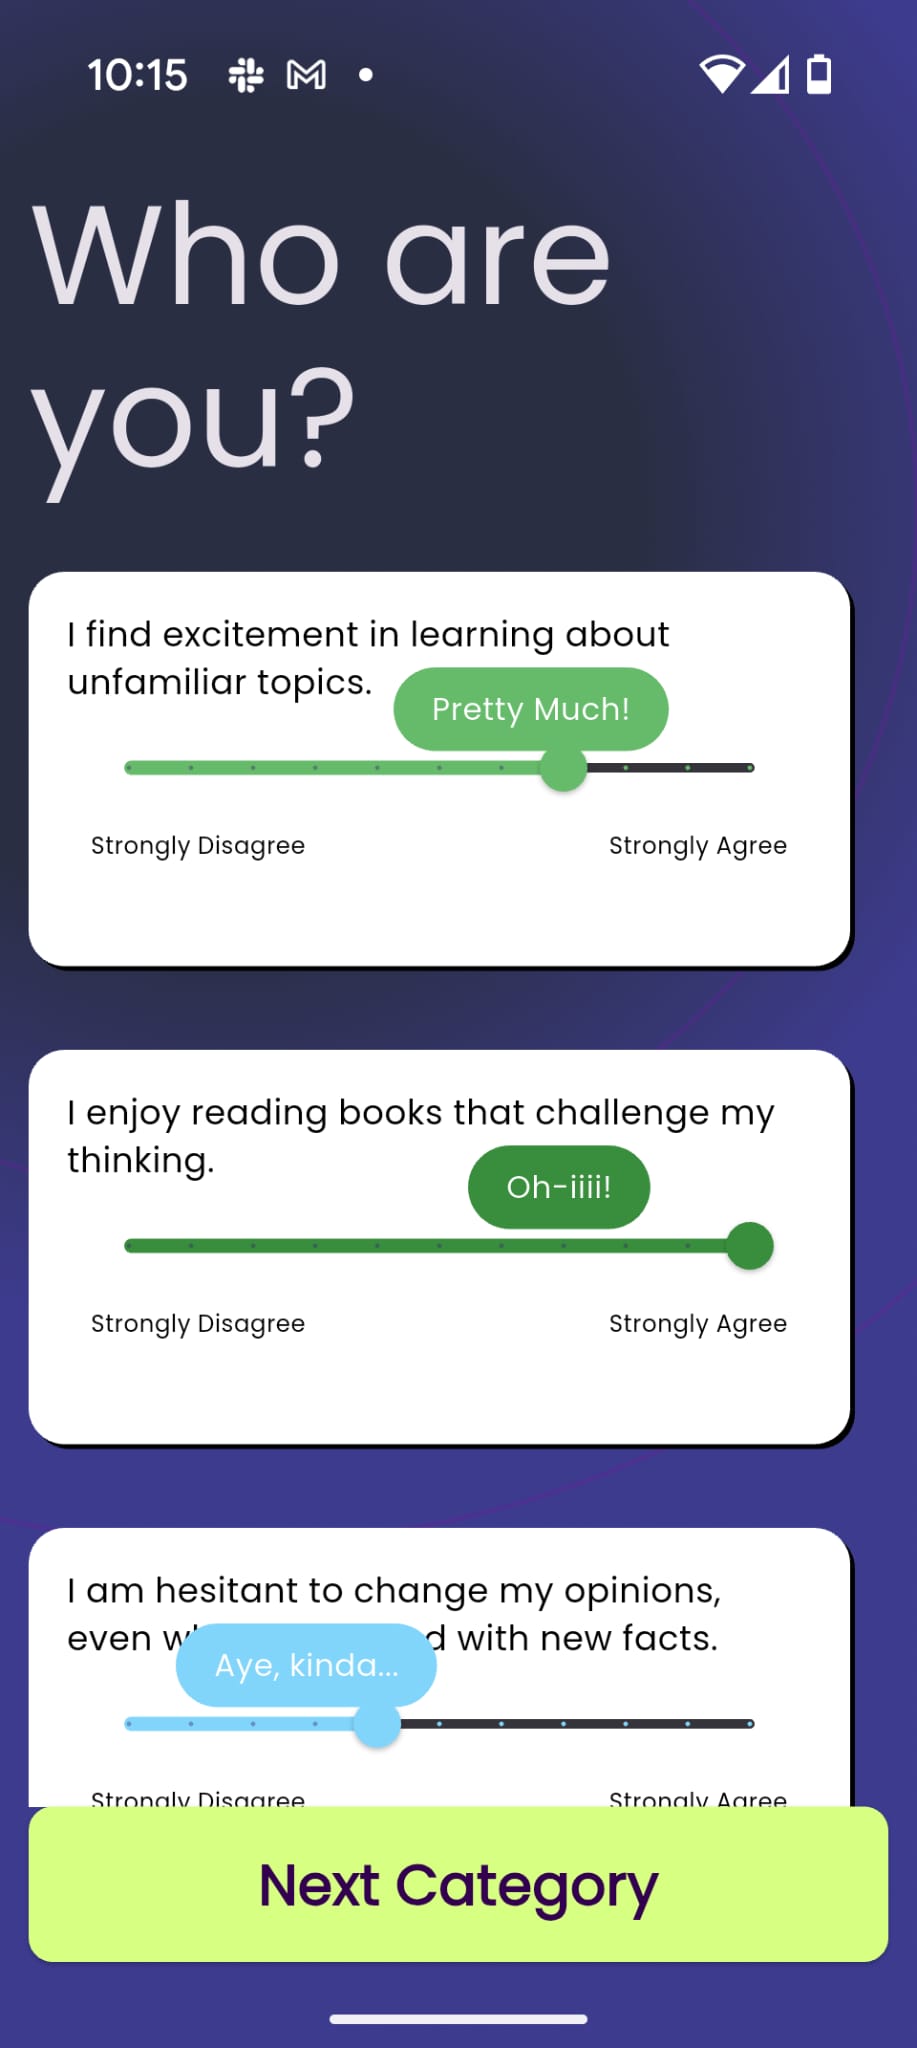 10:15
Who are
you?
I find excitement in learning about
unfamiliar topics.
Pretty Much!
Strongly Disagree
Strongly Agree
I enjoy reading books that challenge my
thinking.
Oh-iiii!
Strongly Disagree
Strongly Agree
I am hesitant to change my opinions,
even with new facts.
Aye, kinda...
Strongly Disagree
Strongly Agree
Next Category